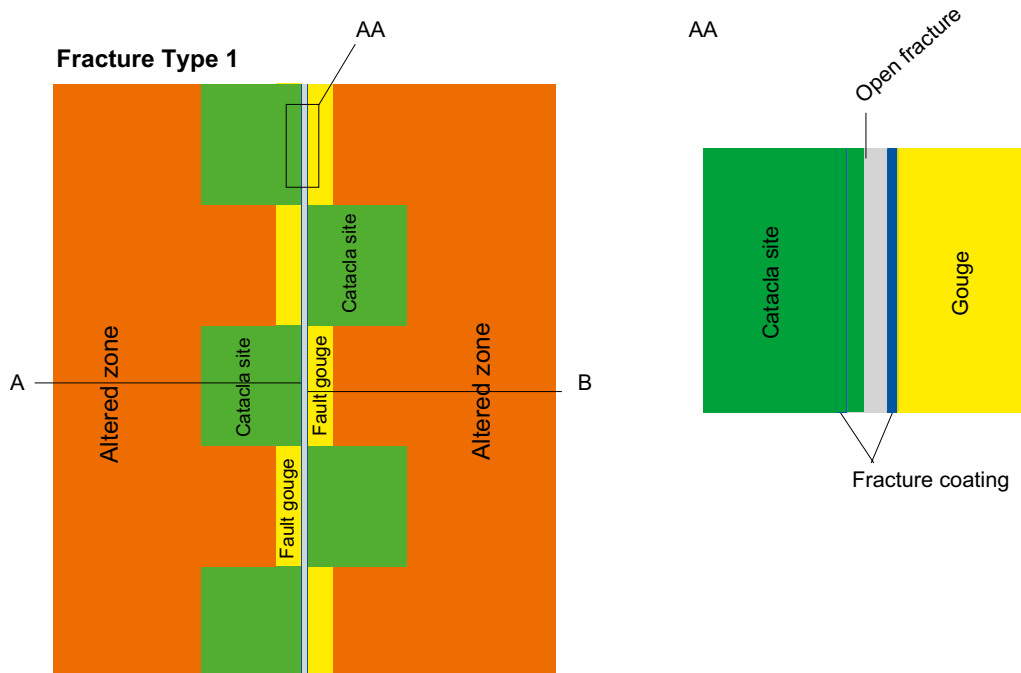 AA
Fracture Type 1
Catacla site
Altered zone
A
Catacla site
Fault gouge
Altered zone
B
Fault gouge
AA
Open fracture
Catacla site
Gouge
Fracture coating